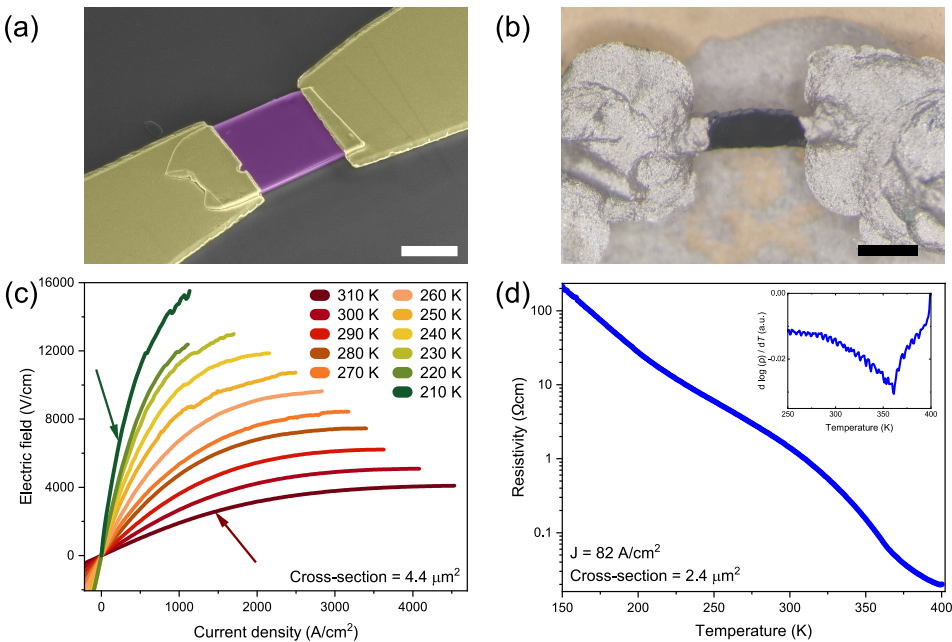 (a)
(b)
(c)
16000
12000
8000
4000
0
Electric field (V/cm)
310 K
300 K
290 K
280 K
270 K
260 K
250 K
240 K
230 K
220 K
210 K
Cross-section = 4.4 μm²
0 1000 2000 3000 4000
Current density (A/cm²)
(d)
100
10
1
0.1
Resistivity (Ωcm)
0.00
-0.02
d log (ρ) / dT (a.u.)
250 300 350 400
Temperature (K)
J = 82 A/cm²
Cross-section = 2.4 μm²
150 200 250 300 350 400
Temperature (K)